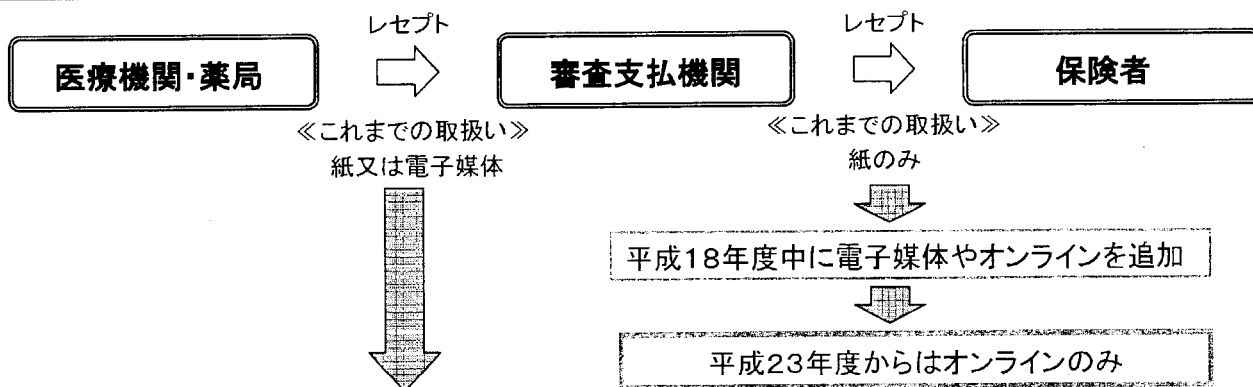 レセプト
レセプト
医療機関・薬局
審査支払機関
保険者
≪これまでの取扱い≫
紙又は電子媒体
≪これまでの取扱い≫
紙のみ
平成18年度中に電子媒体やオンラインを追加
平成23年度からはオンラインのみ